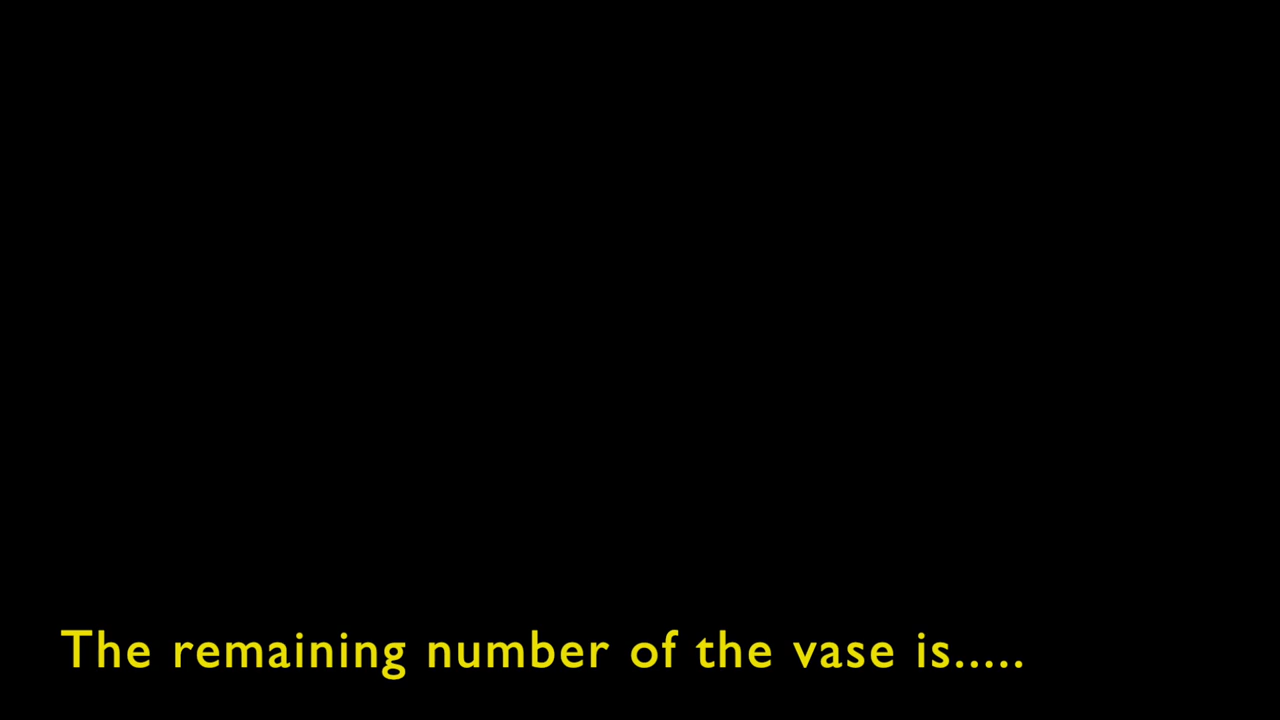 The remaining number of the vase is.....